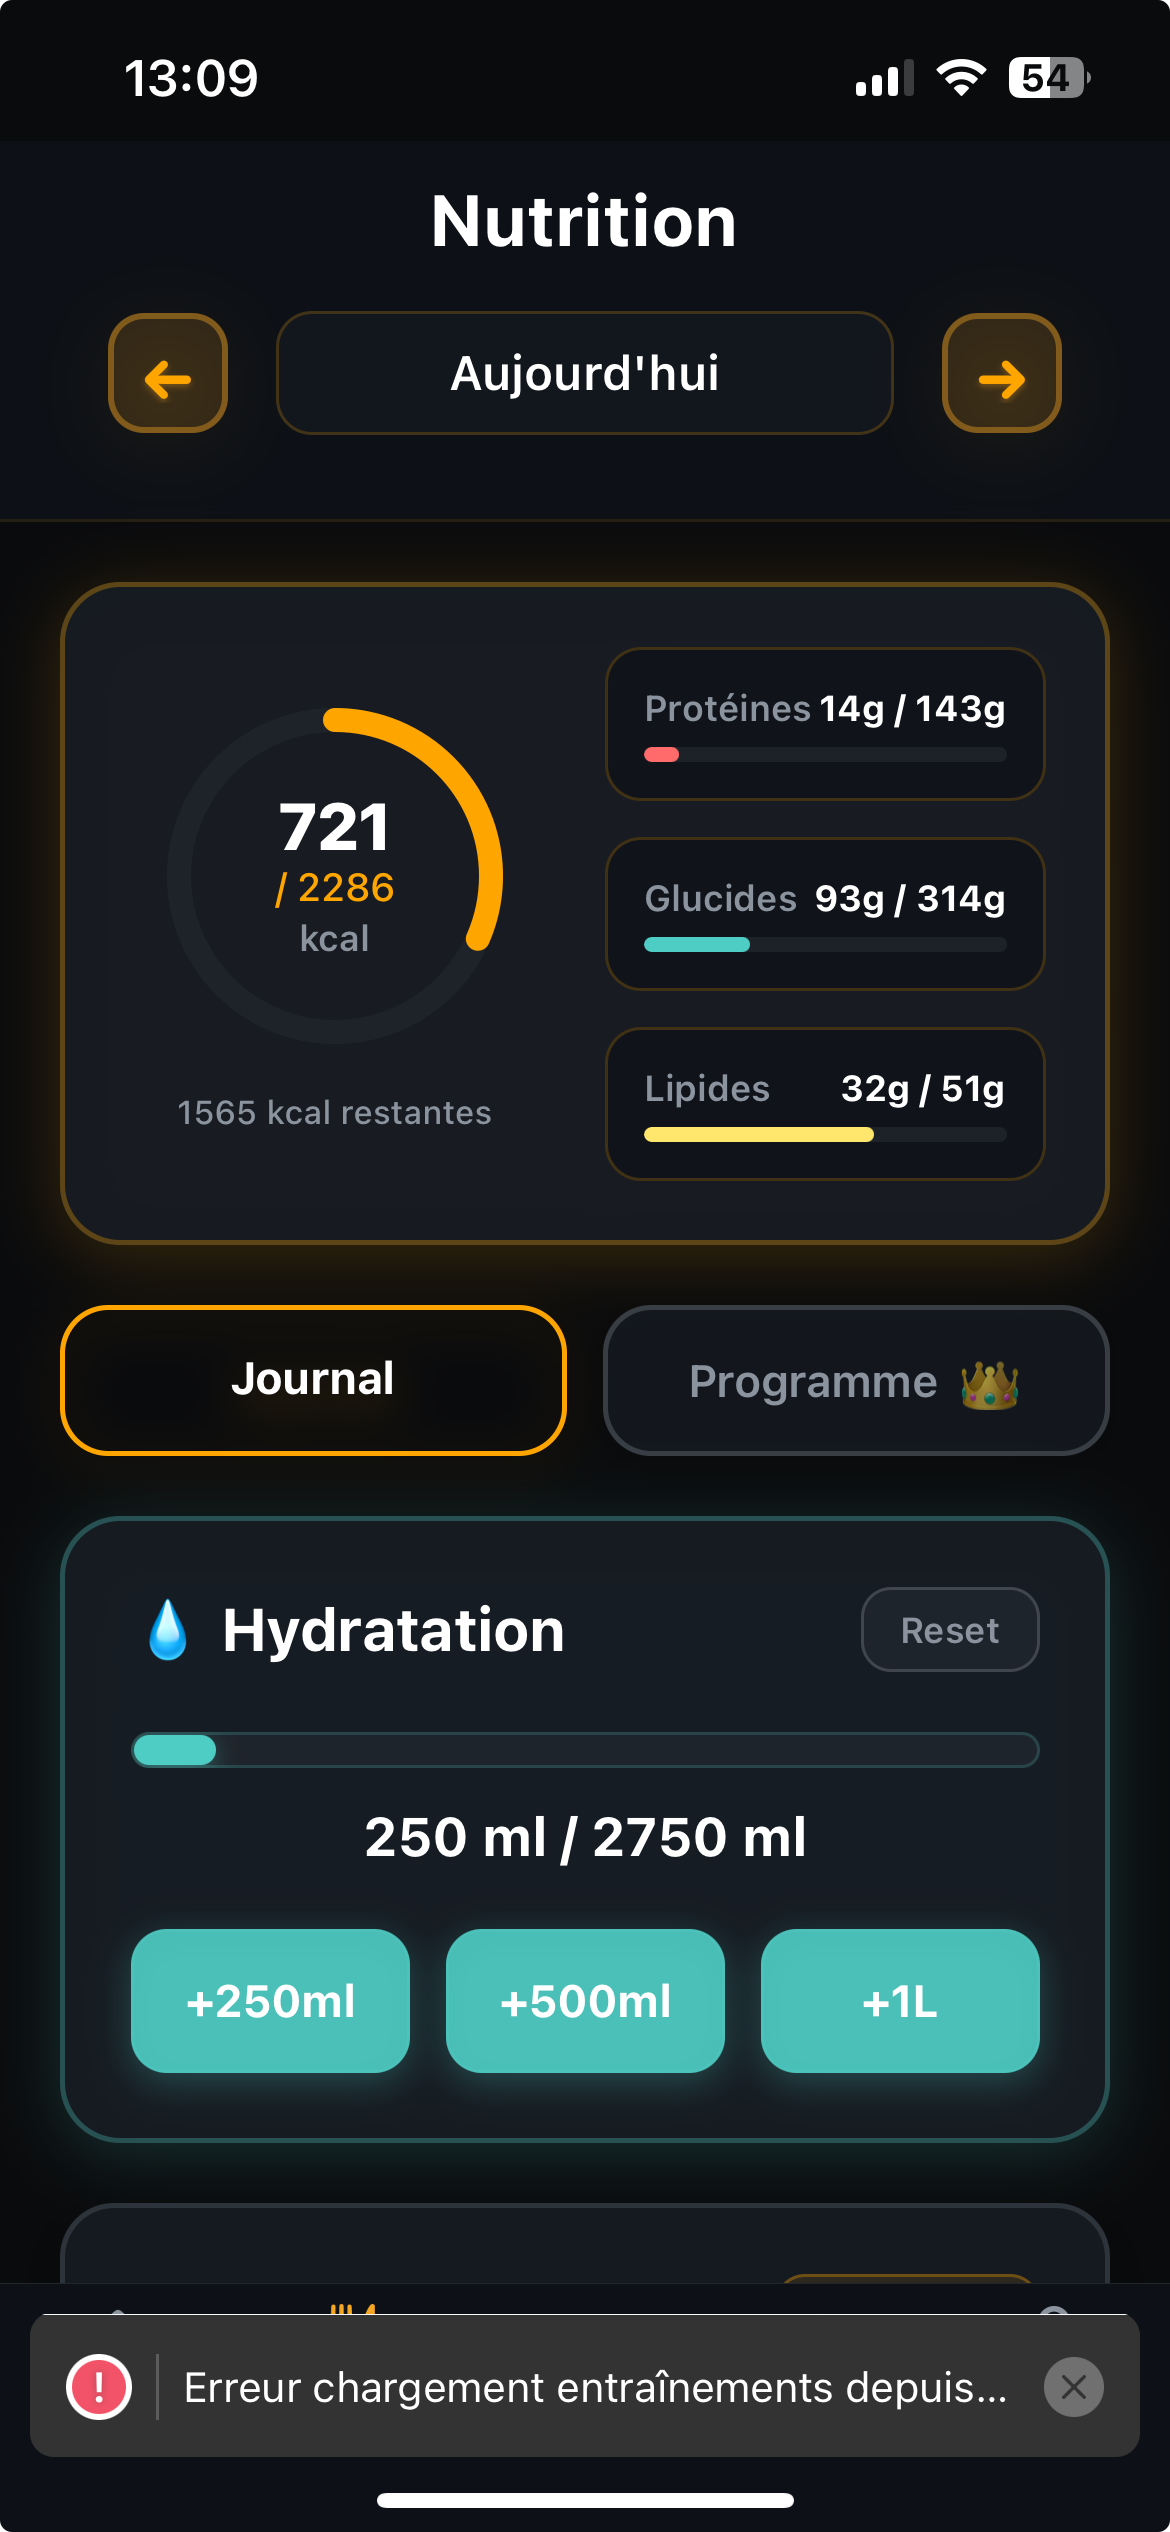 13:09
54
Nutrition
Aujourd'hui
721
/ 2286
kcal
1565 kcal restantes
Protéines 14g / 143g
Glucides 93g / 314g
Lipides 32g / 51g
Journal
Programme
Hydratation
Reset
250 ml / 2750 ml
+250ml
+500ml
+1L
! Erreur chargement entraînements depuis...